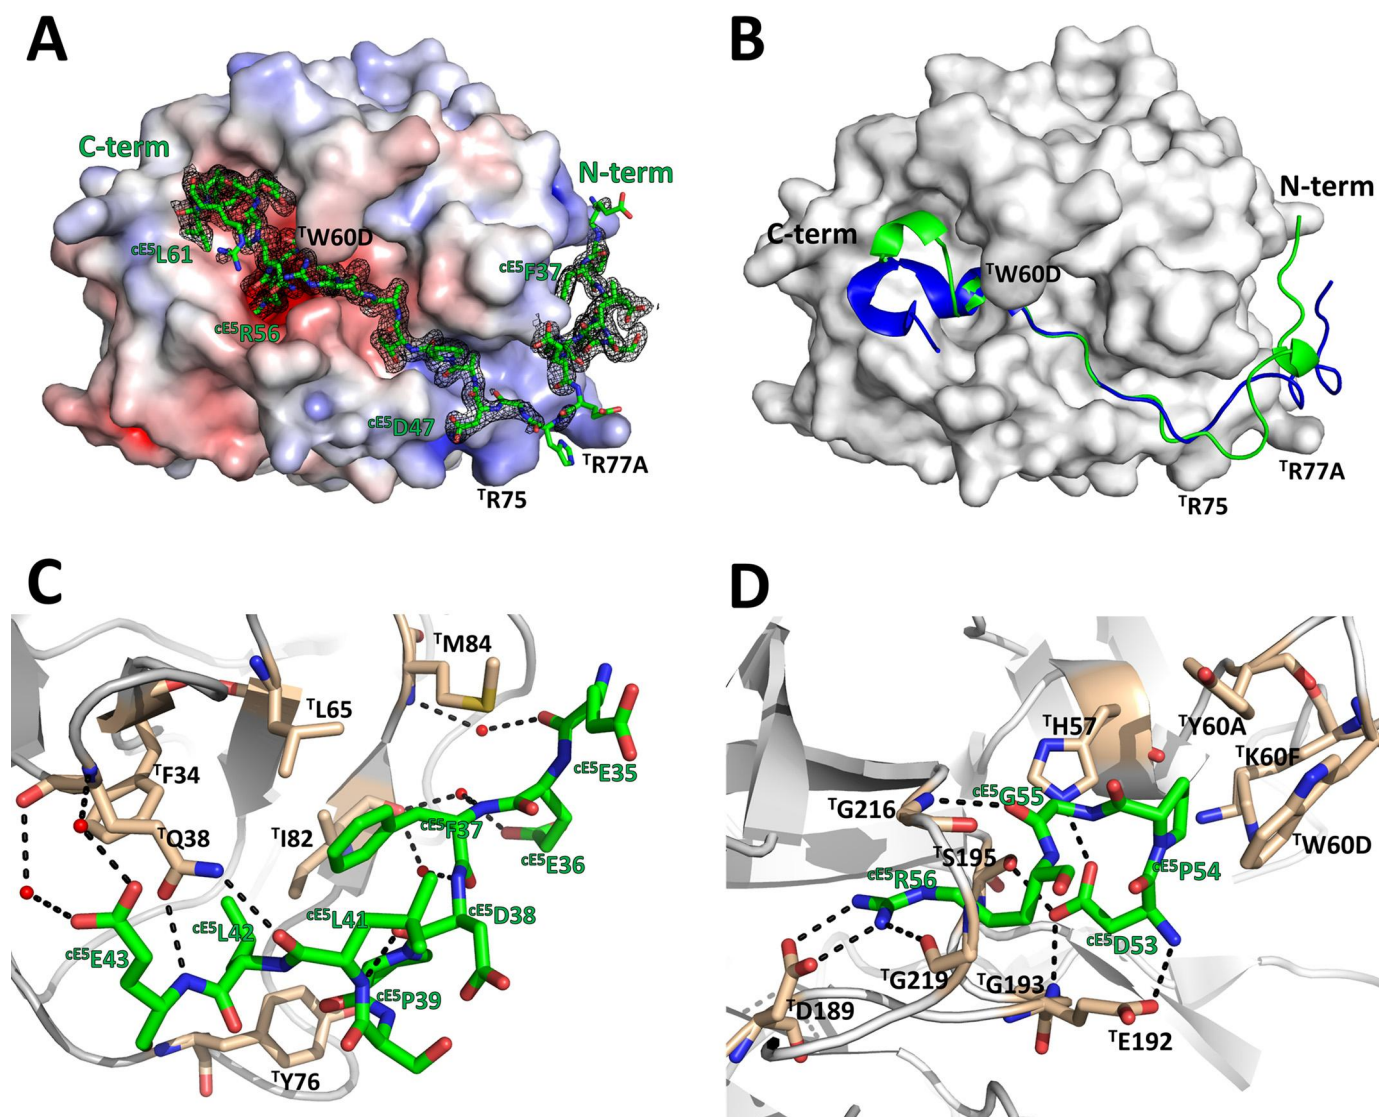 A
C-term
N-term
TW60D
cE5L61
cE5F37
cE5R56
cE5D47
TR77A
TR75
B
N-term
C-term
TW60D
TR77A
TR75
C
TM84
TL65
cE5E35
TF34
TQ38
TI82
cE5F37
cE5E36
cE5L41
cE5D38
cE5L42
cE5E43
cE5P39
TY76
D
TH57
TY60A
TK60F
cE5G55
TG216
TW60D
TS195
cE5R56
cE5P54
cE5D53
TG219
TG193
TD189
TE192